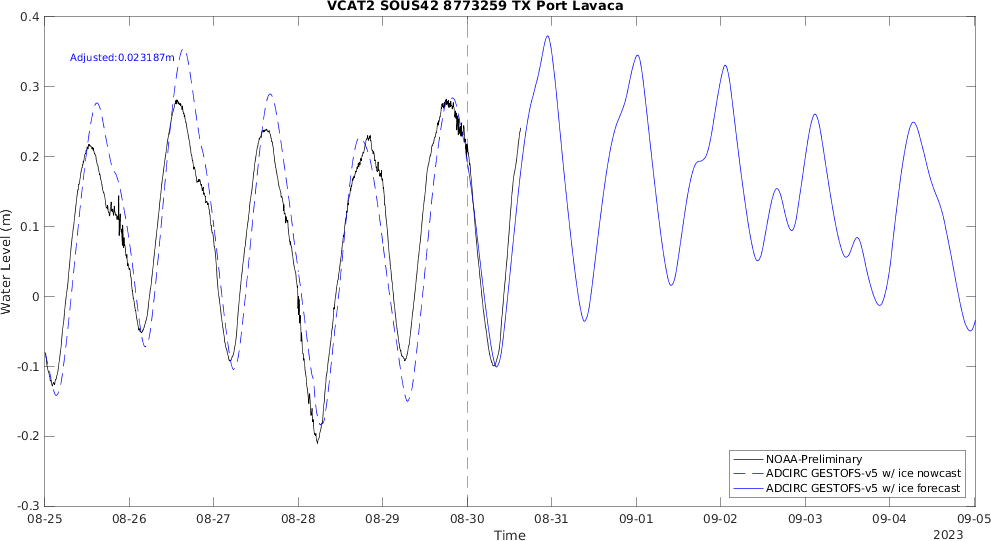 VCAT2 SOUS42 8773259 TX Port Lavaca
0.4
0.3
0.2
0.1
0
-0.1
-0.2
-0.3
Water Level (m)
Adjusted:0.023187m
NOAA-Preliminary
ADCIRC GESTOFS-v5 w/ ice nowcast
ADCIRC GESTOFS-v5 w/ ice forecast
08-25 08-26 08-27 08-28 08-29 08-30 08-31 09-01 09-02 09-03 09-04 09-05
Time
2023